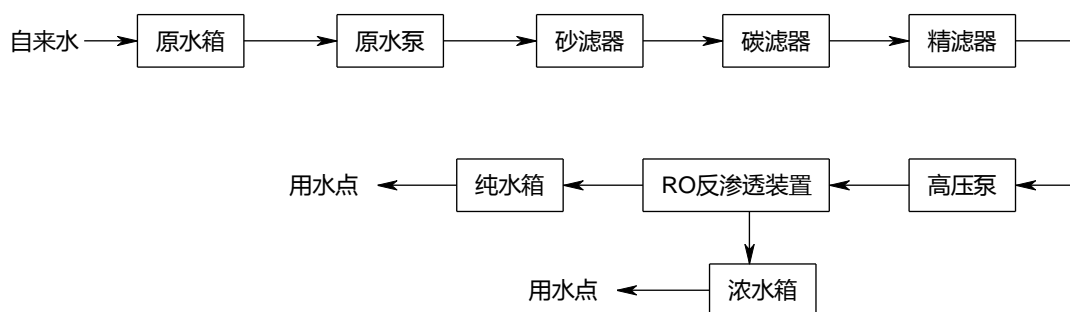 自来水 原水箱 原水泵 砂滤器 碳滤器 精滤器
用水点 纯水箱 RO反渗透装置 高压泵
用水点 浓水箱